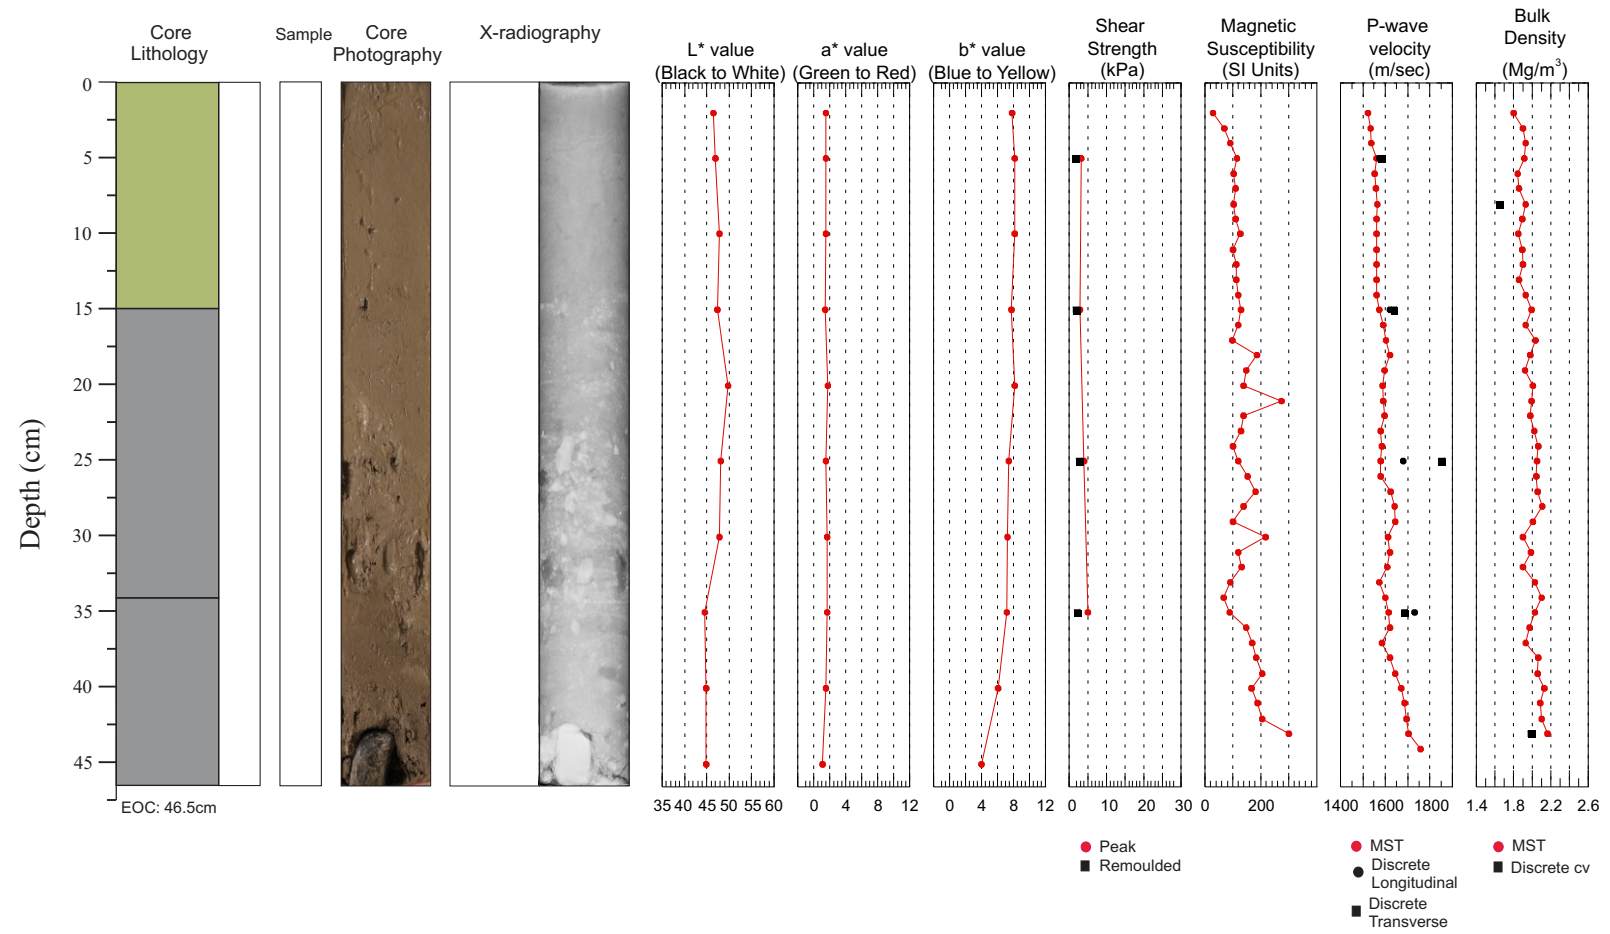 Core
Lithology
Sample
Core
Photography
X-radiography
L* value
(Black to White)
a* value
(Green to Red)
b* value
(Blue to Yellow)
Shear
Strength
(kPa)
Magnetic
Susceptibility
(SI Units)
P-wave
velocity
(m/sec)
Bulk
Density
(Mg/m³)
Depth (cm)
0
5
10
15
20
25
30
35
40
45
EOC: 46.5cm
35 40 45 50 55 60
0 4 8 12
0 4 8 12
0 10 20 30
0 200
1400 1600 1800
1.4 1.8 2.2 2.6
Peak
Remoulded
MST
Discrete
Longitudinal
Discrete
Transverse
MST
Discrete cv